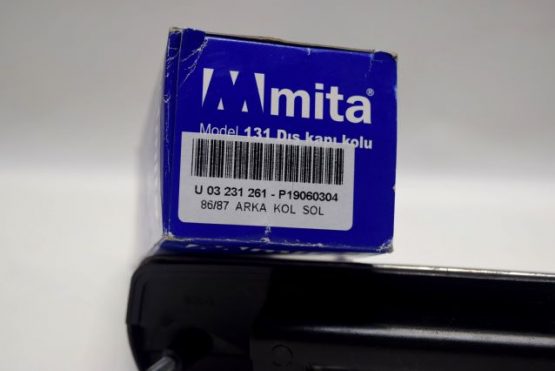 mita®
Model 131 Dış kapı kolu
U 03 231 261 - P19060304
86/87 ARKA KOL SOL